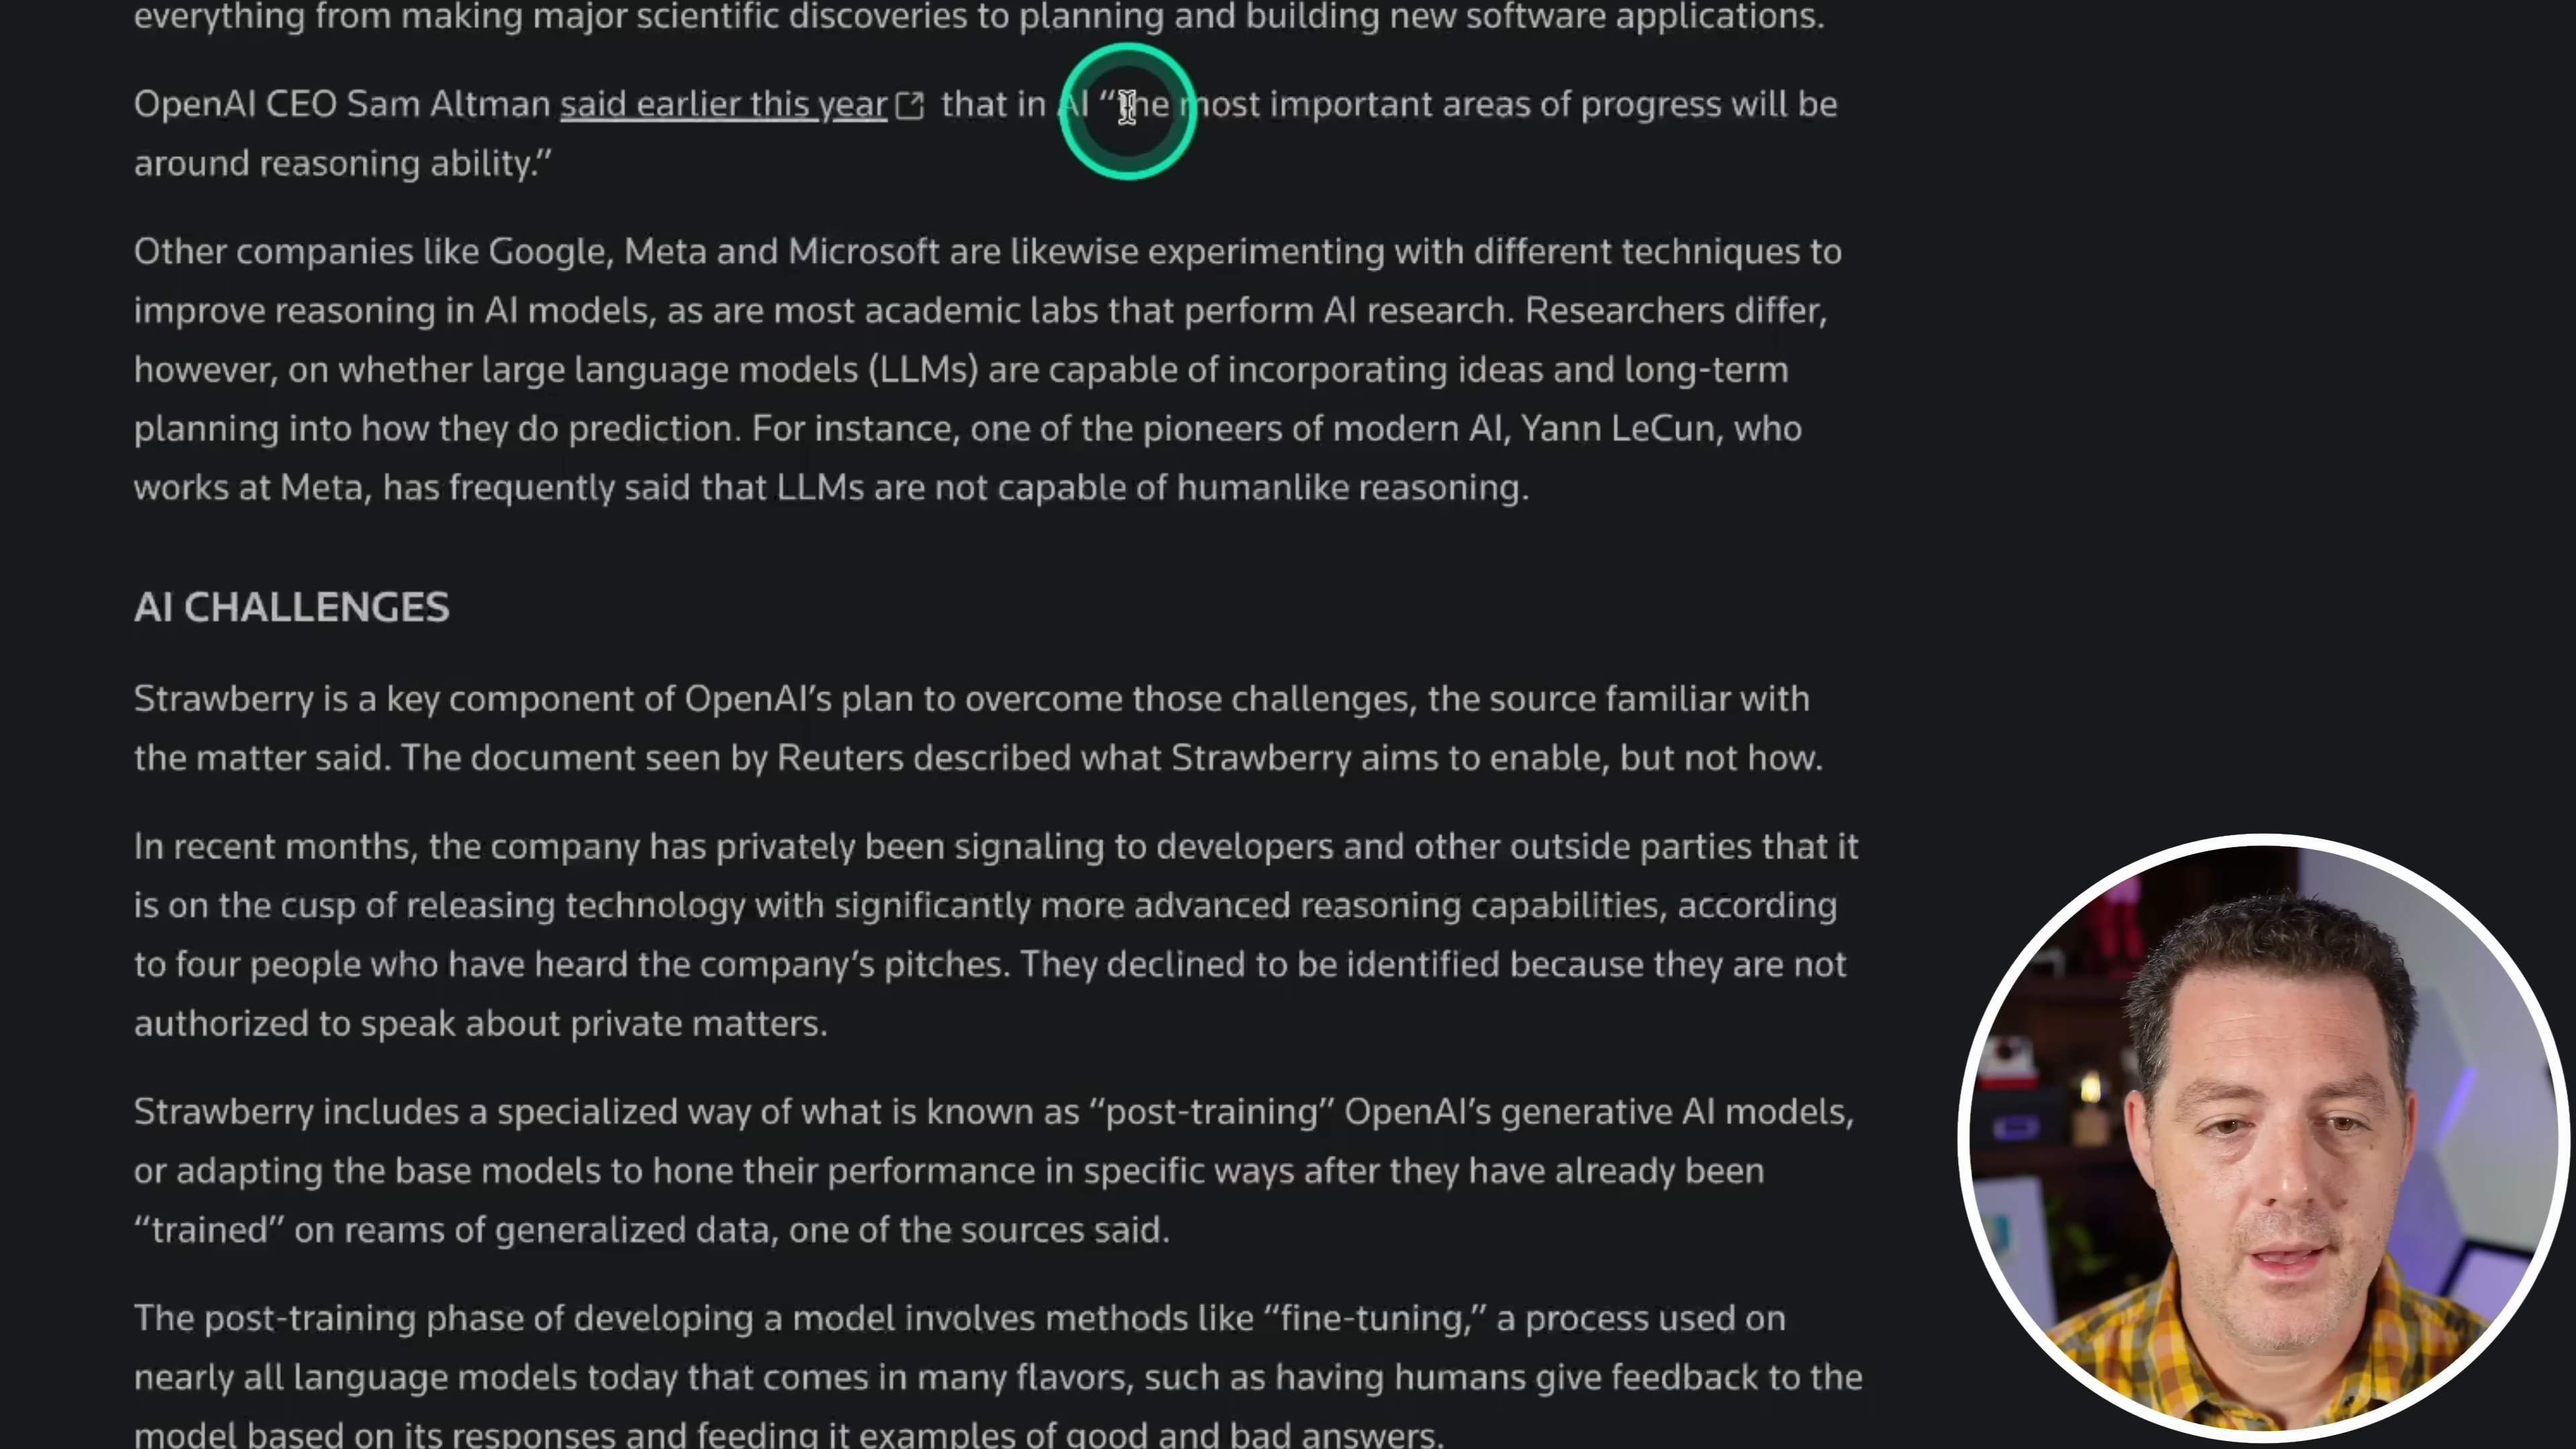 everything from making major scientific discoveries to planning and building new software applications.
OpenAI CEO Sam Altman said earlier this year that in AI “the most important areas of progress will be
around reasoning ability.”
Other companies like Google, Meta and Microsoft are likewise experimenting with different techniques to
improve reasoning in AI models, as are most academic labs that perform AI research. Researchers differ,
however, on whether large language models (LLMs) are capable of incorporating ideas and long-term
planning into how they do prediction. For instance, one of the pioneers of modern AI, Yann LeCun, who
works at Meta, has frequently said that LLMs are not capable of humanlike reasoning.
AI CHALLENGES
Strawberry is a key component of OpenAI’s plan to overcome those challenges, the source familiar with
the matter said. The document seen by Reuters described what Strawberry aims to enable, but not how.
In recent months, the company has privately been signaling to developers and other outside parties that it
is on the cusp of releasing technology with significantly more advanced reasoning capabilities, according
to four people who have heard the company’s pitches. They declined to be identified because they are not
authorized to speak about private matters.
Strawberry includes a specialized way of what is known as “post-training” OpenAI’s generative AI models,
or adapting the base models to hone their performance in specific ways after they have already been
“trained” on reams of generalized data, one of the sources said.
The post-training phase of developing a model involves methods like “fine-tuning,” a process used on
nearly all language models today that comes in many flavors, such as having humans give feedback to the
model based on its responses and feeding it examples of good and bad answers.